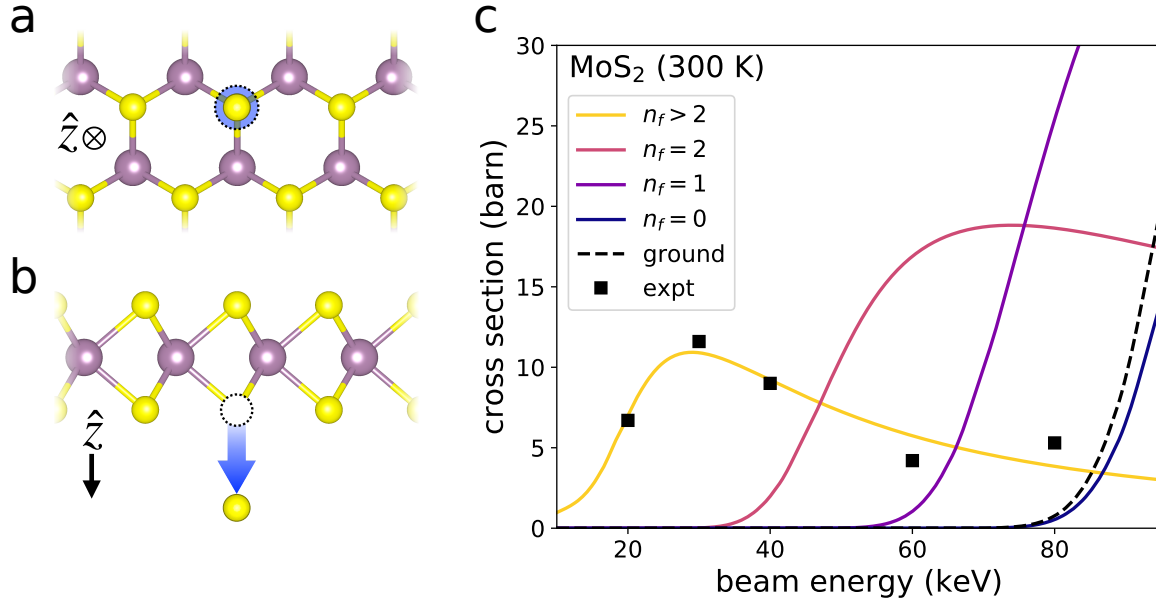 a
ẑ⊗
b
ẑ
c
MoS₂ (300 K)
n_f > 2
n_f = 2
n_f = 1
n_f = 0
ground
expt
cross section (barn)
30
25
20
15
10
5
0
20 40 60 80
beam energy (keV)